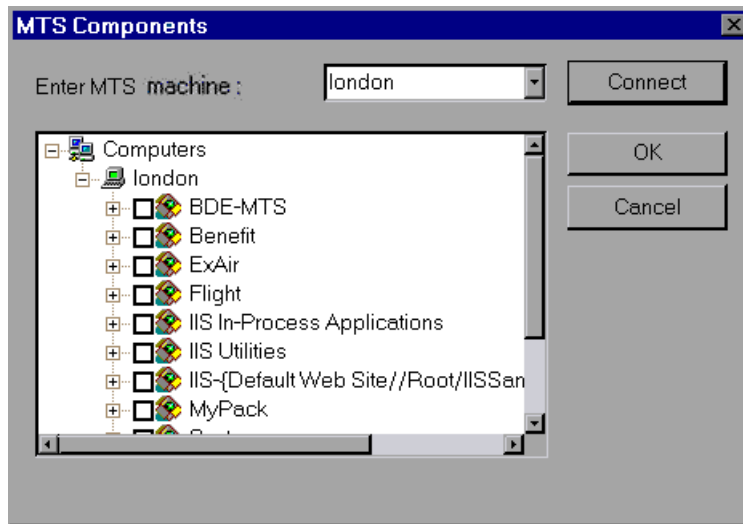 MTS Components
Enter MTS machine :
london
Connect
OK
Cancel
Computers
london
BDE-MTS
Benefit
ExAir
Flight
IIS In-Process Applications
IIS Utilities
IIS-{Default Web Site//Root/IISSan
MyPack